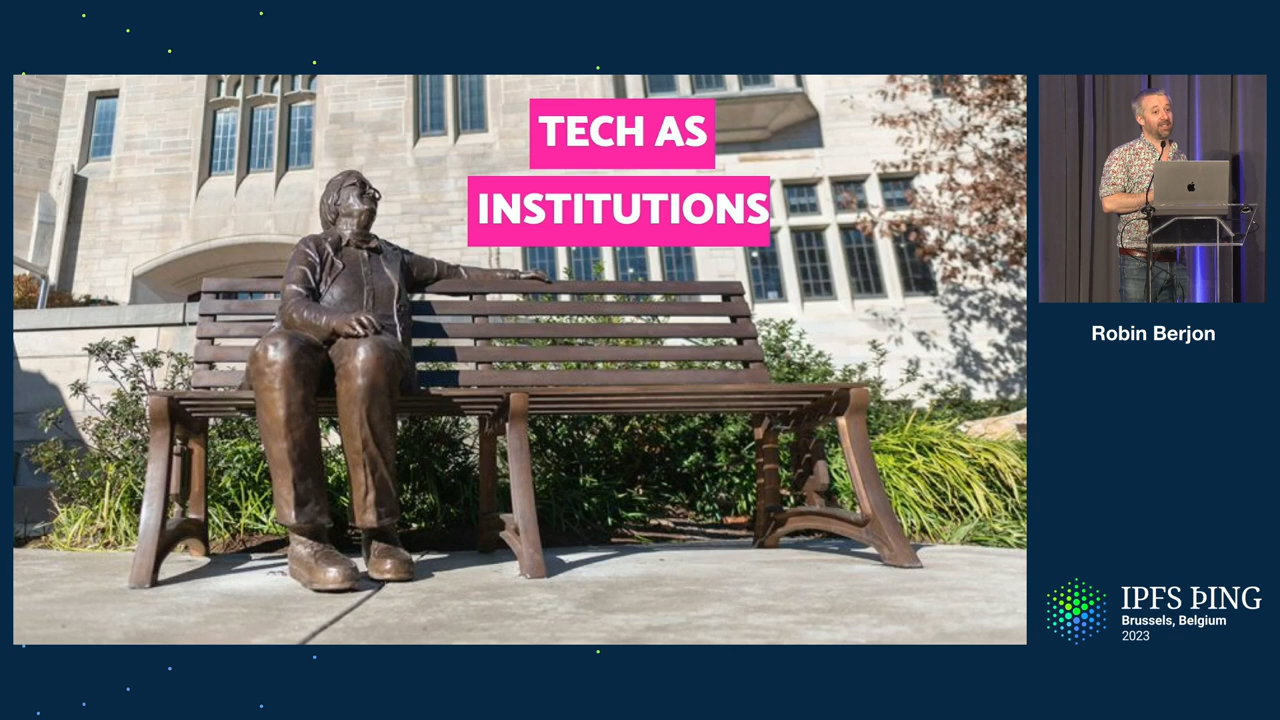 TECH AS
INSTITUTIONS
Robin Berjon
IPFS ÞING
Brussels, Belgium
2023